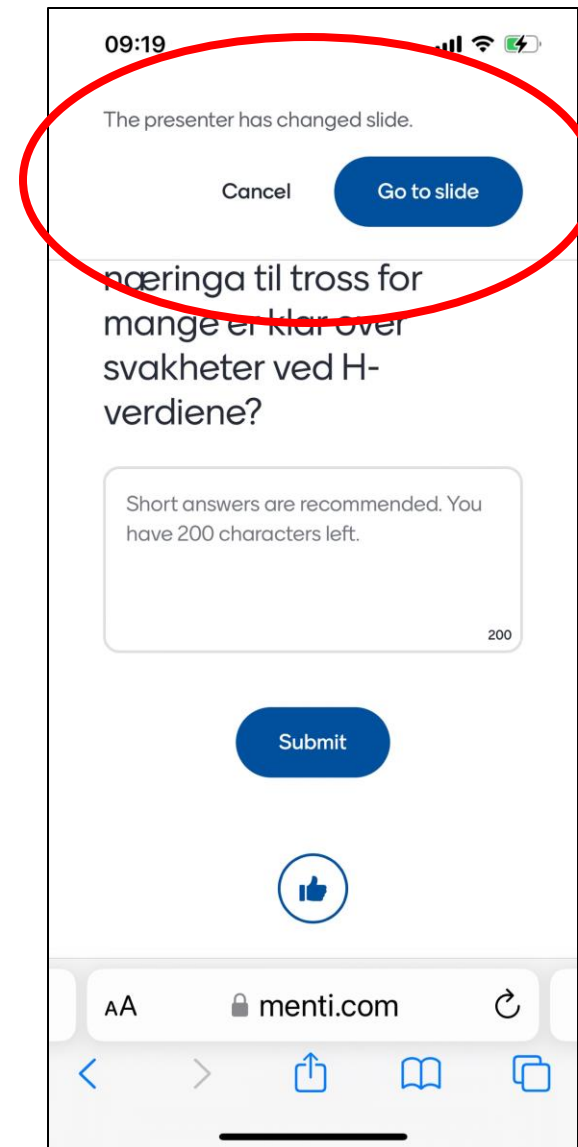 09:19
The presenter has changed slide.
Cancel Go to slide
næringa til tross for
mange er klar over
svakheter ved H-
verdiene?
Short answers are recommended. You
have 200 characters left.
200
Submit
AA menti.com